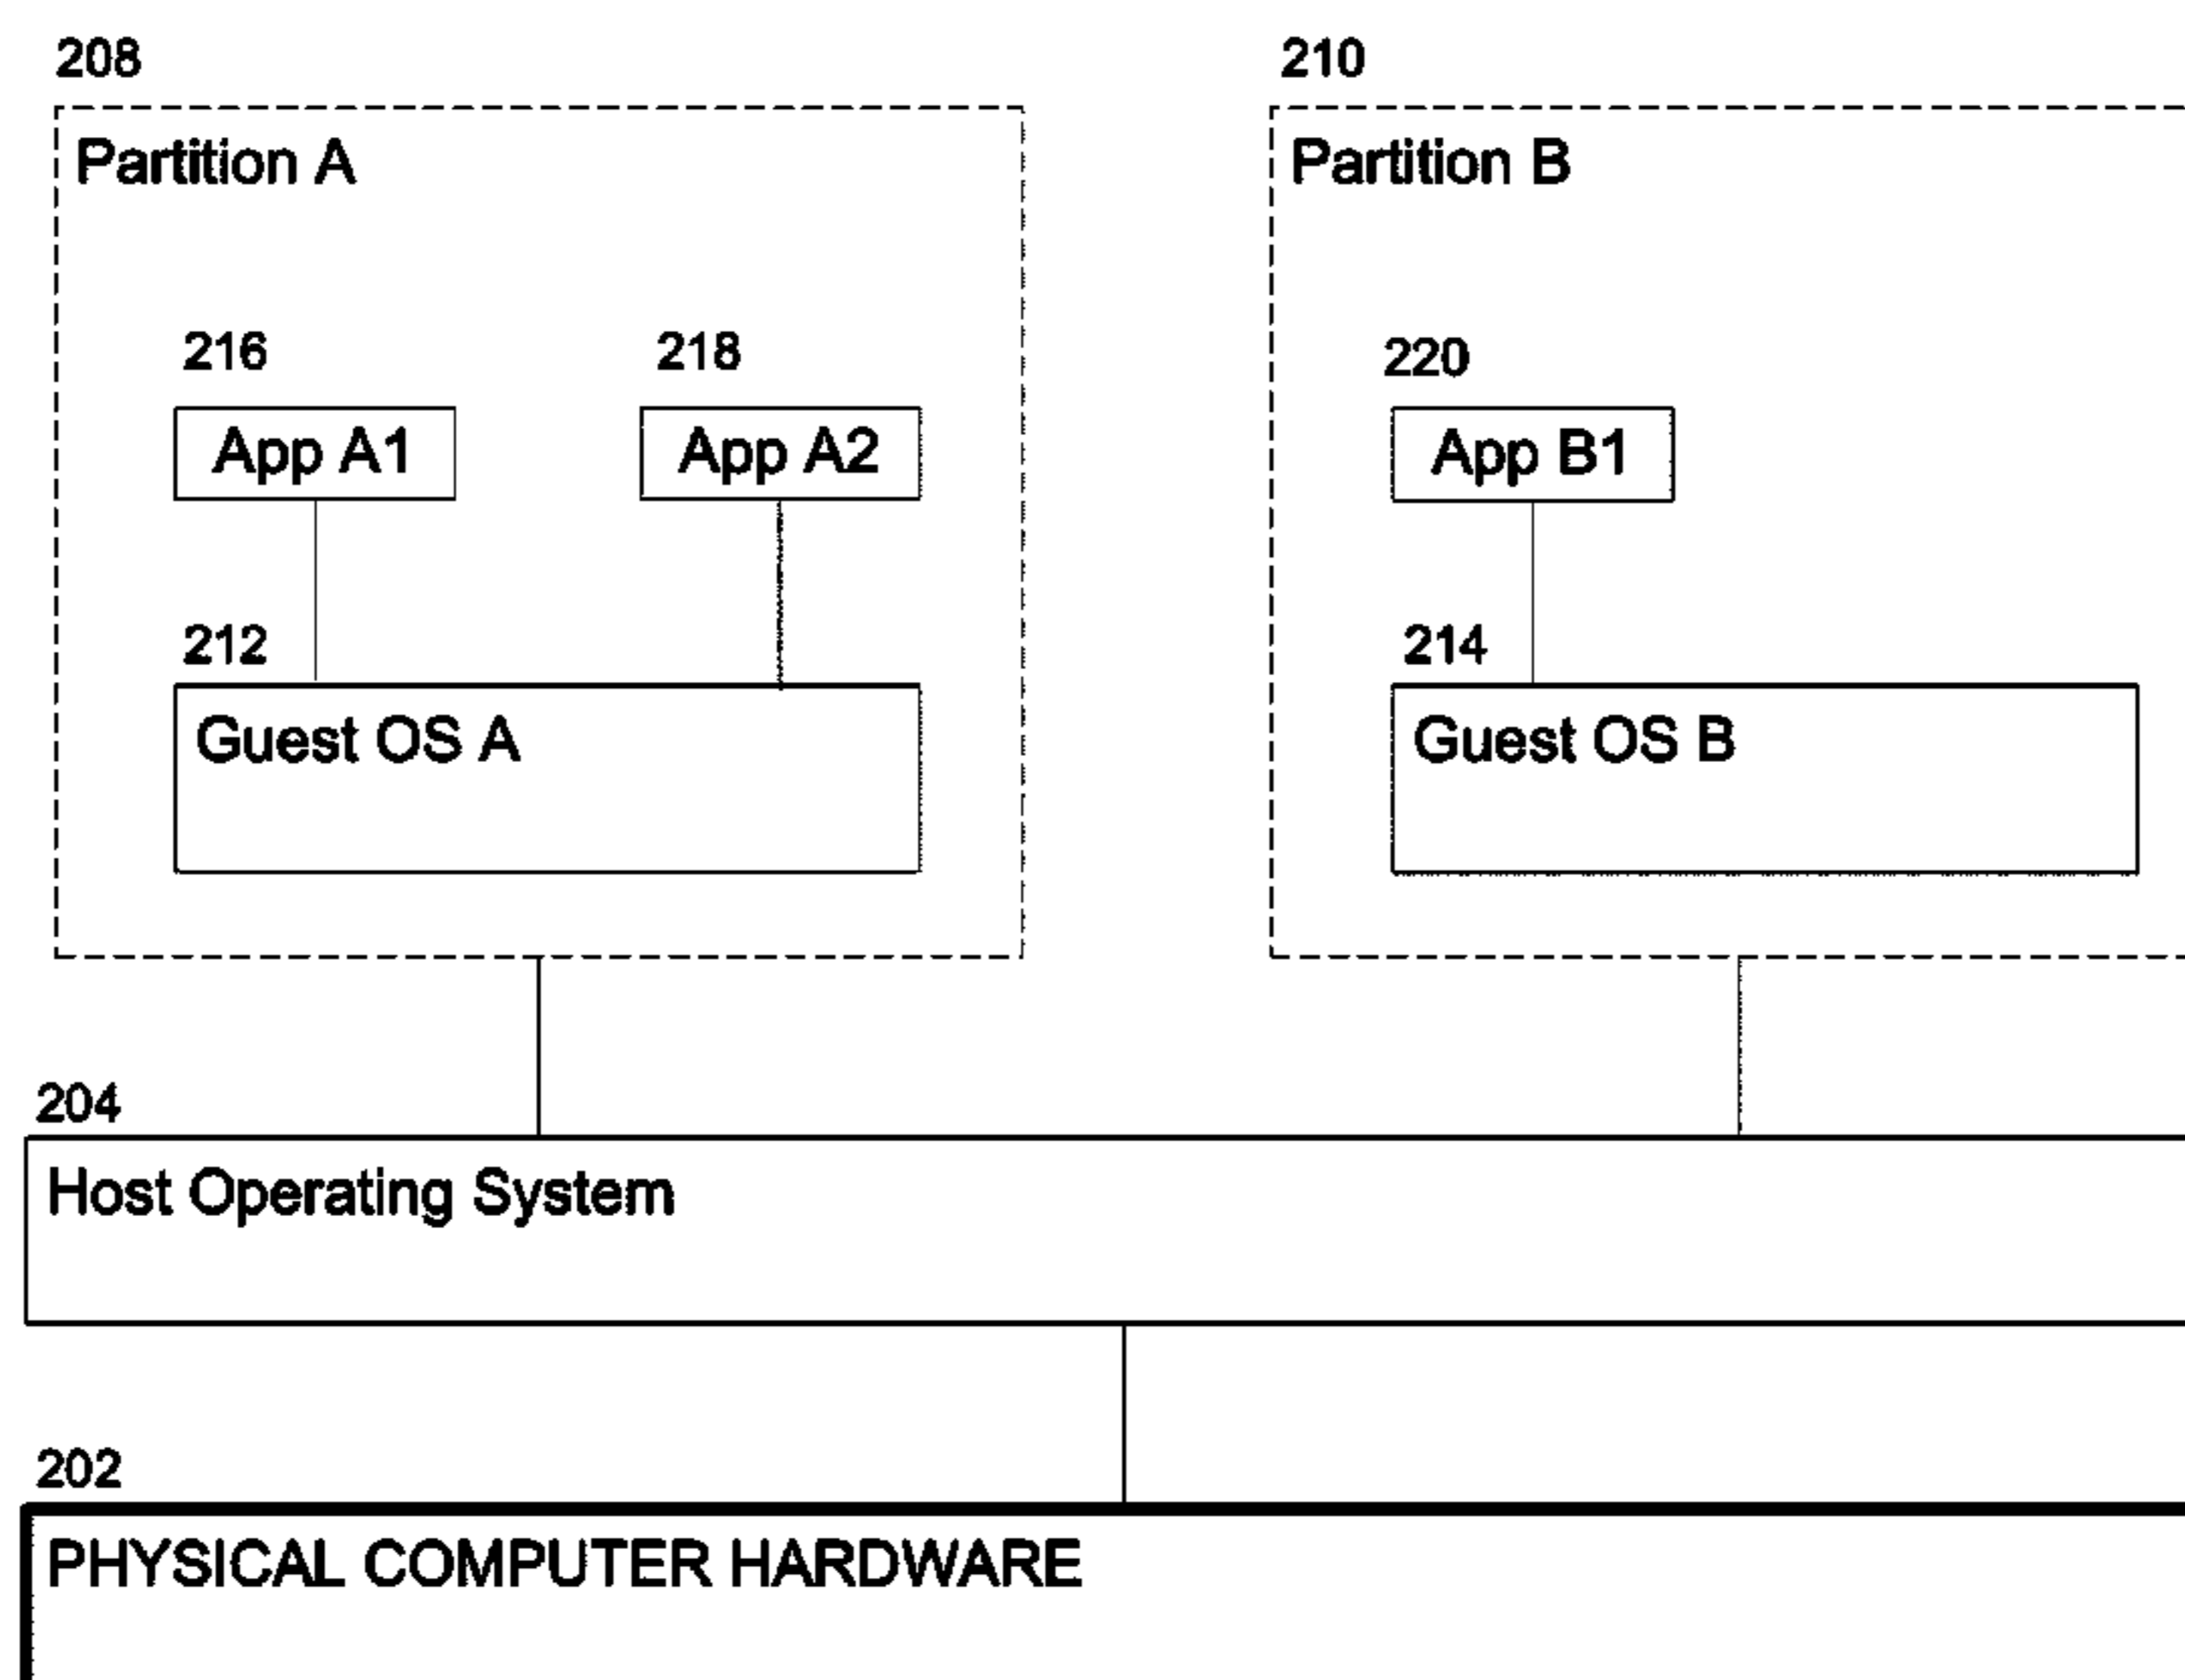 208
210
Partition A
Partition B
216
218
220
App A1
App A2
App B1
212
214
Guest OS A
Guest OS B
204
Host Operating System
202
PHYSICAL COMPUTER HARDWARE